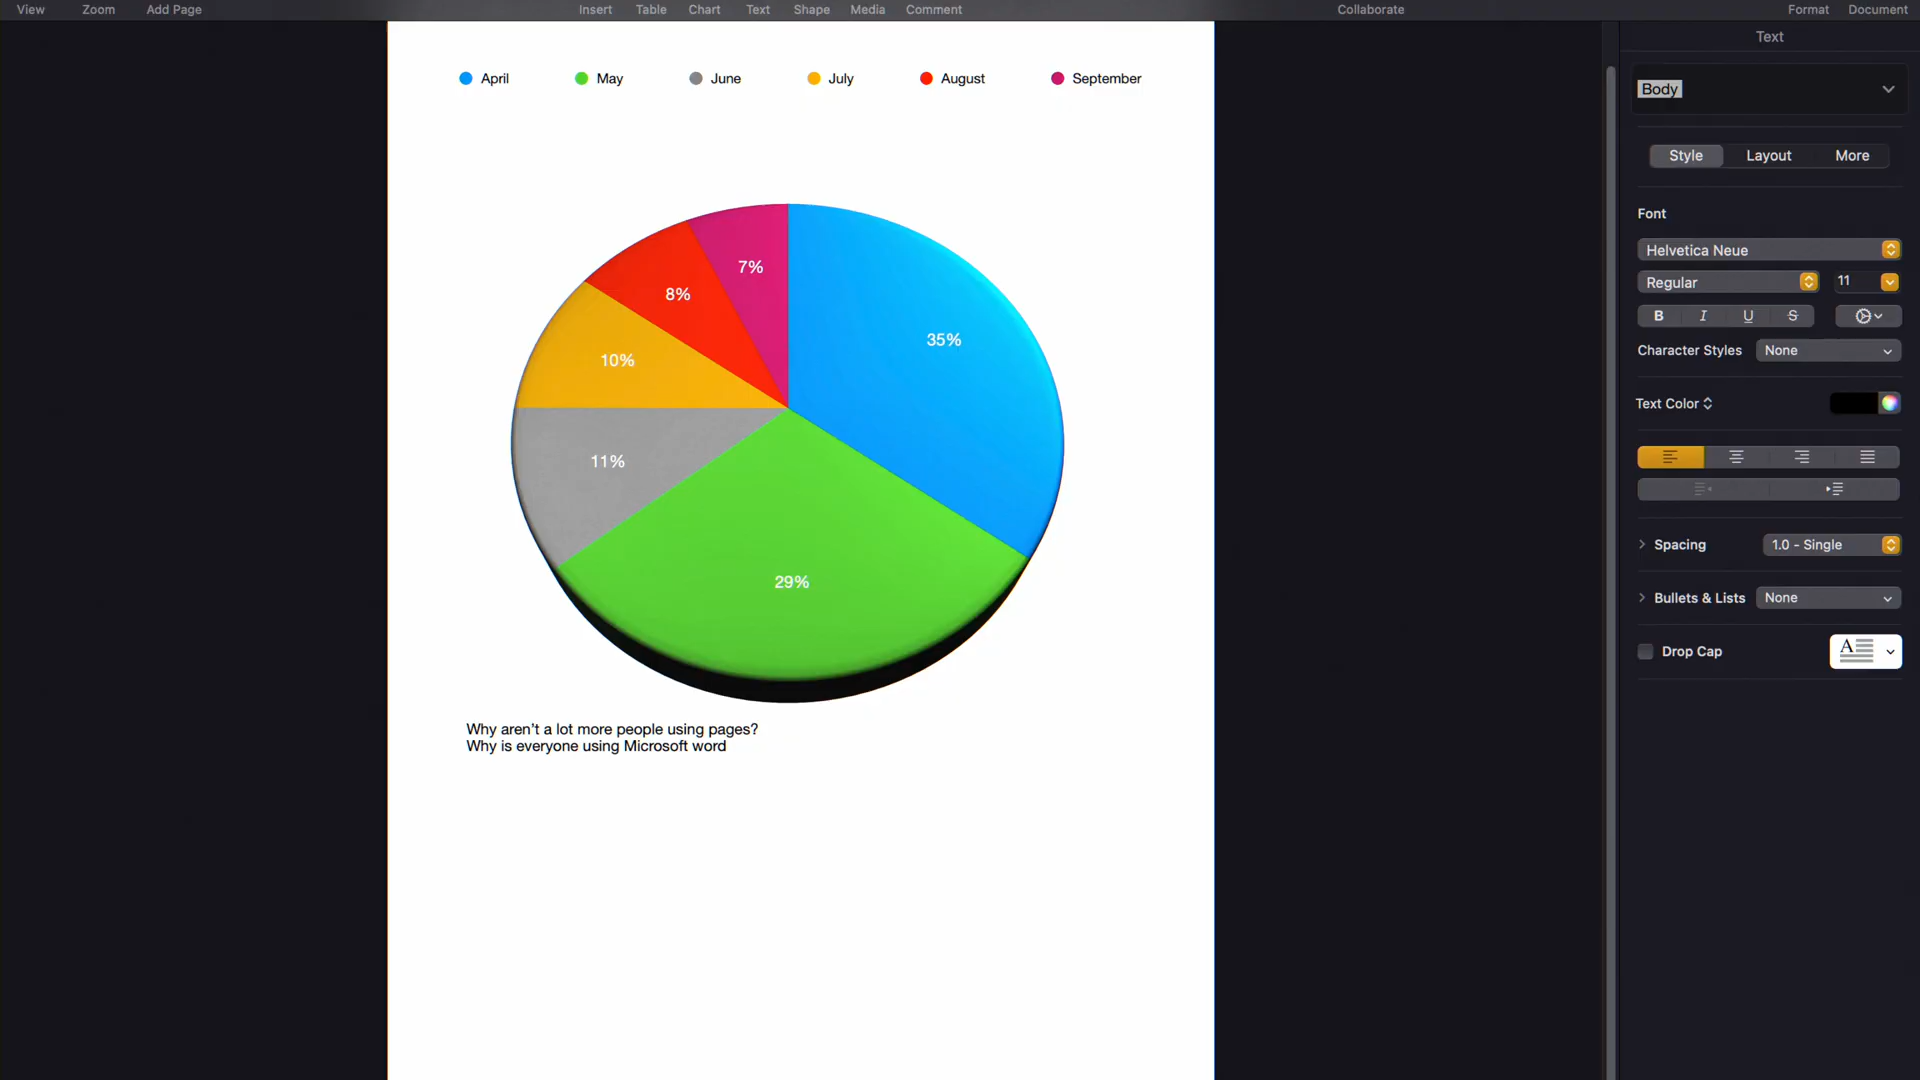 View Zoom Add Page Insert Table Chart Text Shape Media Comment Collaborate Format Document
Text
April May June July August September
Body
Style Layout More
Font
Helvetica Neue
Regular 11
B I U S
Character Styles None
Text Color
Spacing 1.0 - Single
Bullets & Lists None
Drop Cap A
7%
8%
35%
10%
11%
29%
Why aren't a lot more people using pages?
Why is everyone using Microsoft word